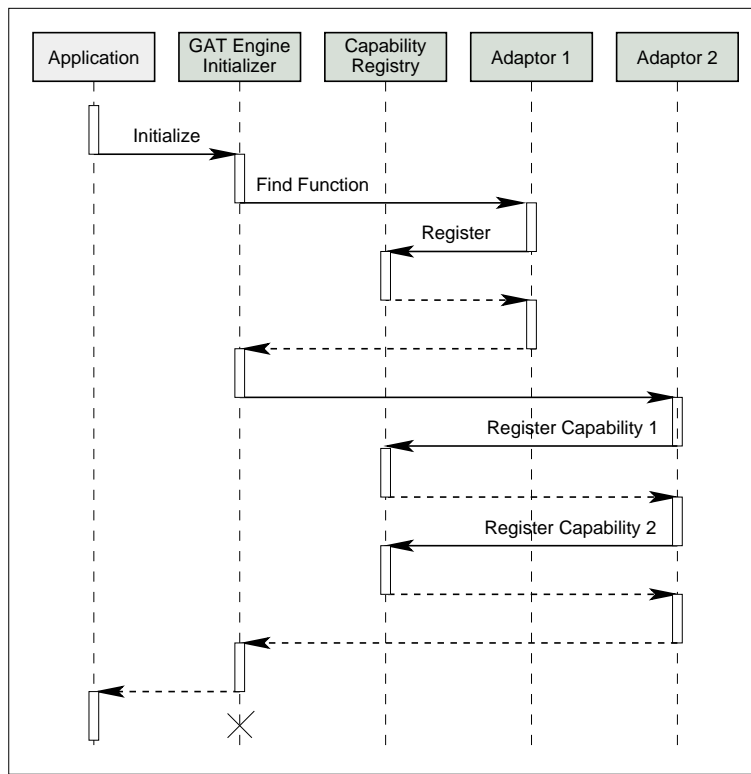 Application
GAT Engine
Initializer
Capability
Registry
Adaptor 1
Adaptor 2
Initialize
Find Function
Register
Register Capability 1
Register Capability 2